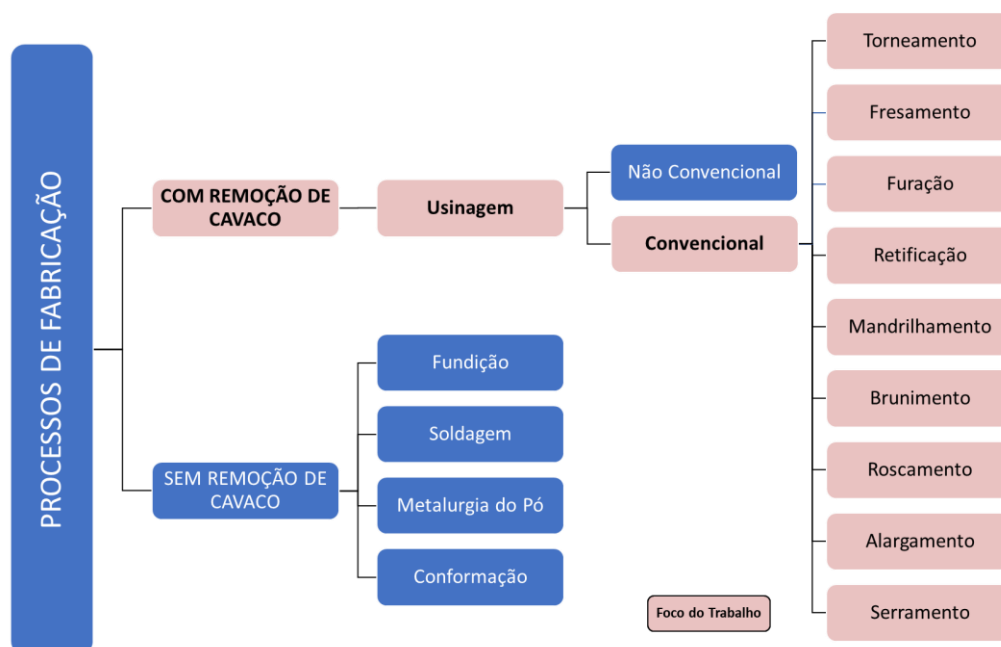 PROCESSOS DE FABRICAÇÃO
COM REMOÇÃO DE
CAVACO
Usinagem
Não Convencional
Convencional
Torneamento
Fresamento
Furação
Retificação
Mandrilhamento
Brunimento
Roscamento
Alargamento
Serramento
SEM REMOÇÃO DE
CAVACO
Fundição
Soldagem
Metalurgia do Pó
Conformação
Foco do Trabalho